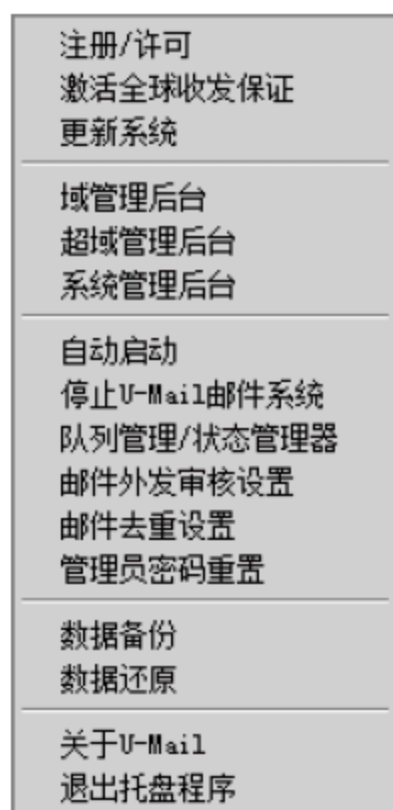 注册/许可
激活全球收发保证
更新系统
域管理后台
超域管理后台
系统管理后台
自动启动
停止U-Mail邮件系统
队列管理/状态管理器
邮件外发审核设置
邮件去重设置
管理员密码重置
数据备份
数据还原
关于U-Mail
退出托盘程序